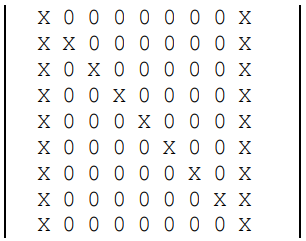 X 0 0 0 0 0 0 0 X
X X 0 0 0 0 0 0 X
X 0 X 0 0 0 0 0 X
X 0 0 X 0 0 0 0 X
X 0 0 0 X 0 0 0 X
X 0 0 0 0 X 0 0 X
X 0 0 0 0 0 X 0 X
X 0 0 0 0 0 0 X X
X 0 0 0 0 0 0 0 X